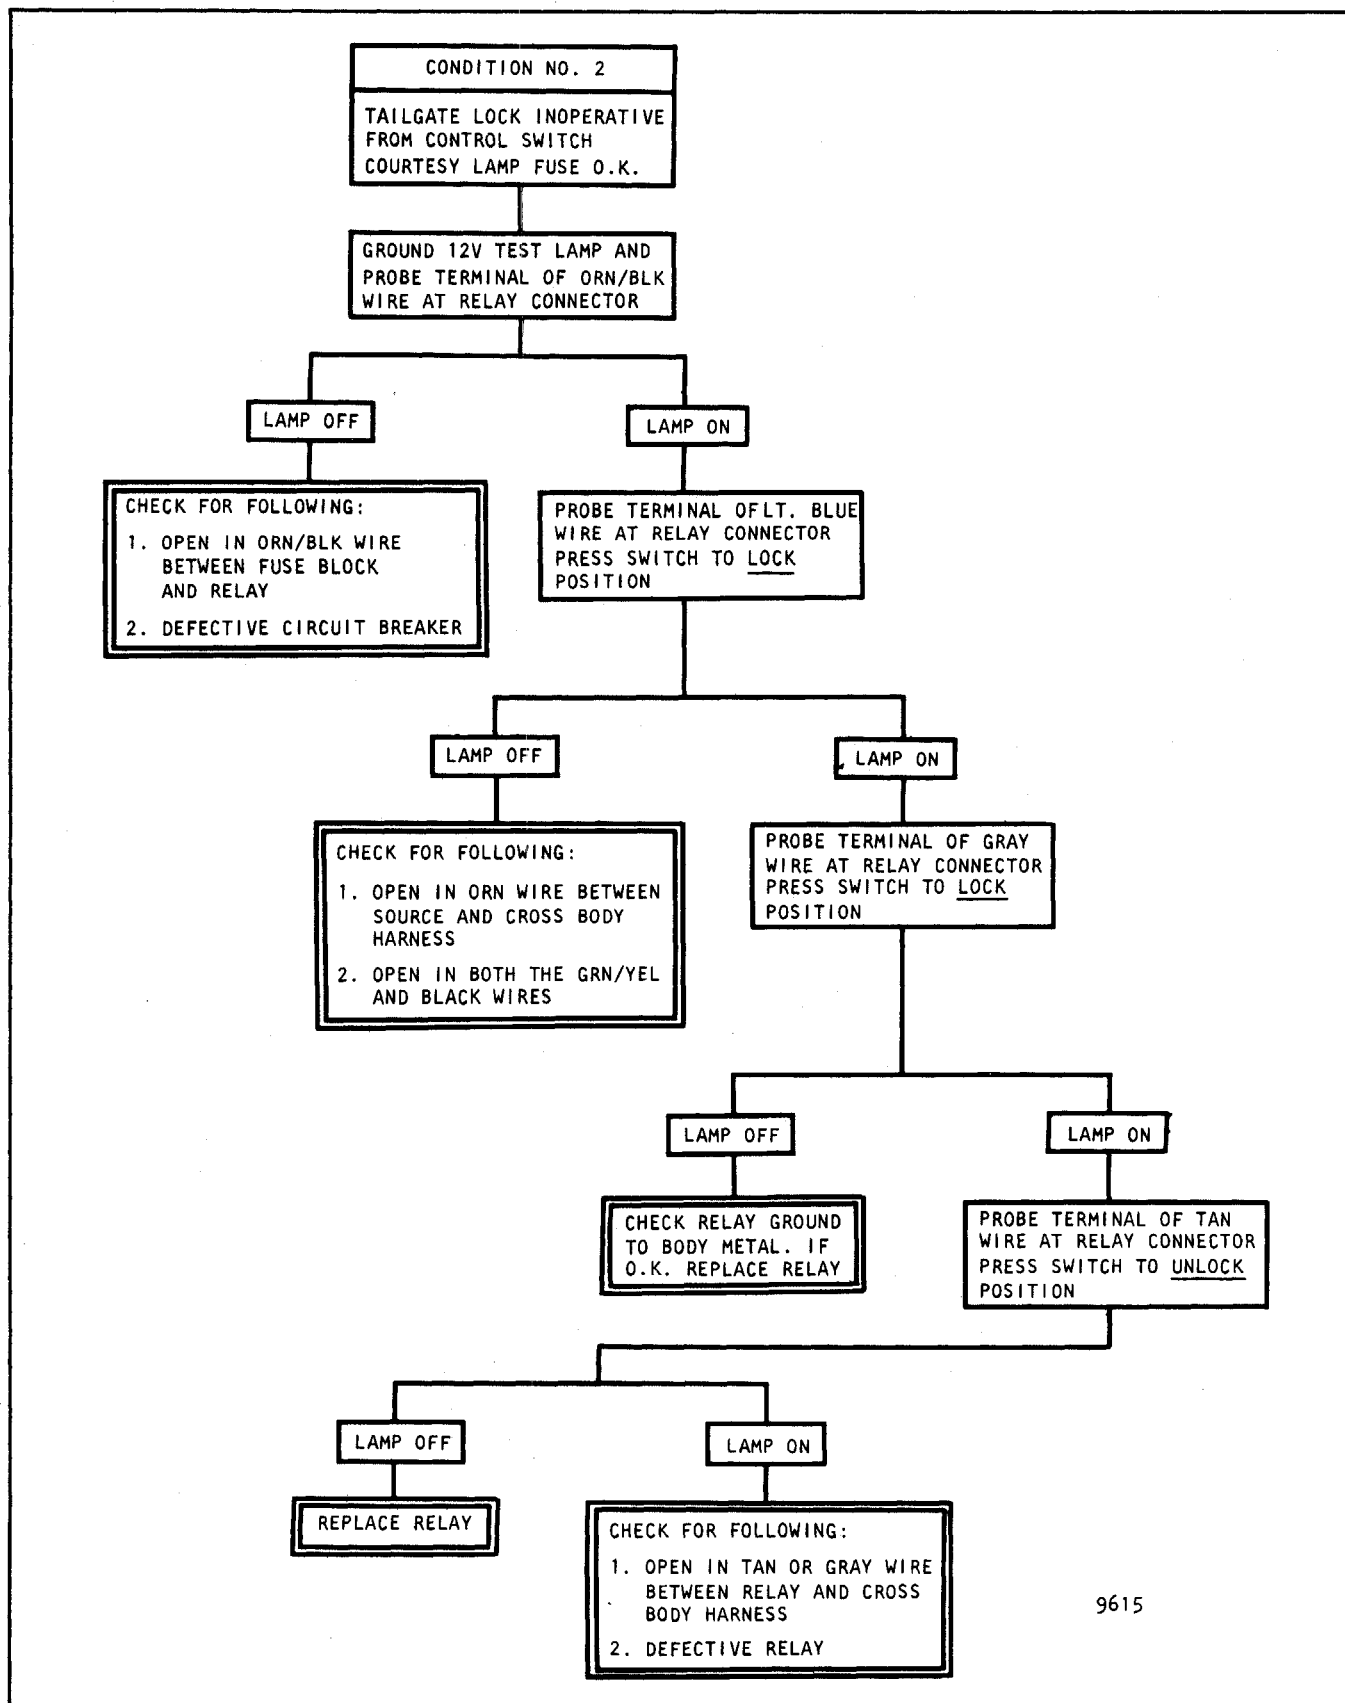 CONDITION NO. 2
TAILGATE LOCK INOPERATIVE
FROM CONTROL SWITCH
COURTESY LAMP FUSE O.K.
GROUND 12V TEST LAMP AND
PROBE TERMINAL OF ORN/BLK
WIRE AT RELAY CONNECTOR
LAMP OFF
LAMP ON
CHECK FOR FOLLOWING:
1. OPEN IN ORN/BLK WIRE
BETWEEN FUSE BLOCK
AND RELAY
2. DEFECTIVE CIRCUIT BREAKER
PROBE TERMINAL OF LT. BLUE
WIRE AT RELAY CONNECTOR
PRESS SWITCH TO LOCK
POSITION
LAMP OFF
LAMP ON
CHECK FOR FOLLOWING:
1. OPEN IN ORN WIRE BETWEEN
SOURCE AND CROSS BODY
HARNESS
2. OPEN IN BOTH THE GRN/YEL
AND BLACK WIRES
PROBE TERMINAL OF GRAY
WIRE AT RELAY CONNECTOR
PRESS SWITCH TO LOCK
POSITION
LAMP OFF
LAMP ON
CHECK RELAY GROUND
TO BODY METAL. IF
O.K. REPLACE RELAY
PROBE TERMINAL OF TAN
WIRE AT RELAY CONNECTOR
PRESS SWITCH TO UNLOCK
POSITION
LAMP OFF
LAMP ON
REPLACE RELAY
CHECK FOR FOLLOWING:
1. OPEN IN TAN OR GRAY WIRE
BETWEEN RELAY AND CROSS
BODY HARNESS
2. DEFECTIVE RELAY
9615